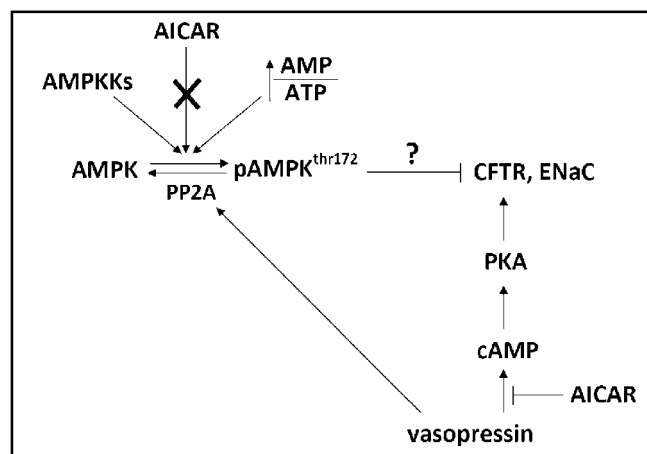 AICAR
AMPKKs
AMP
ATP
AMPK
pAMPKthr172
?
CFTR, ENaC
PP2A
PKA
cAMP
AICAR
vasopressin